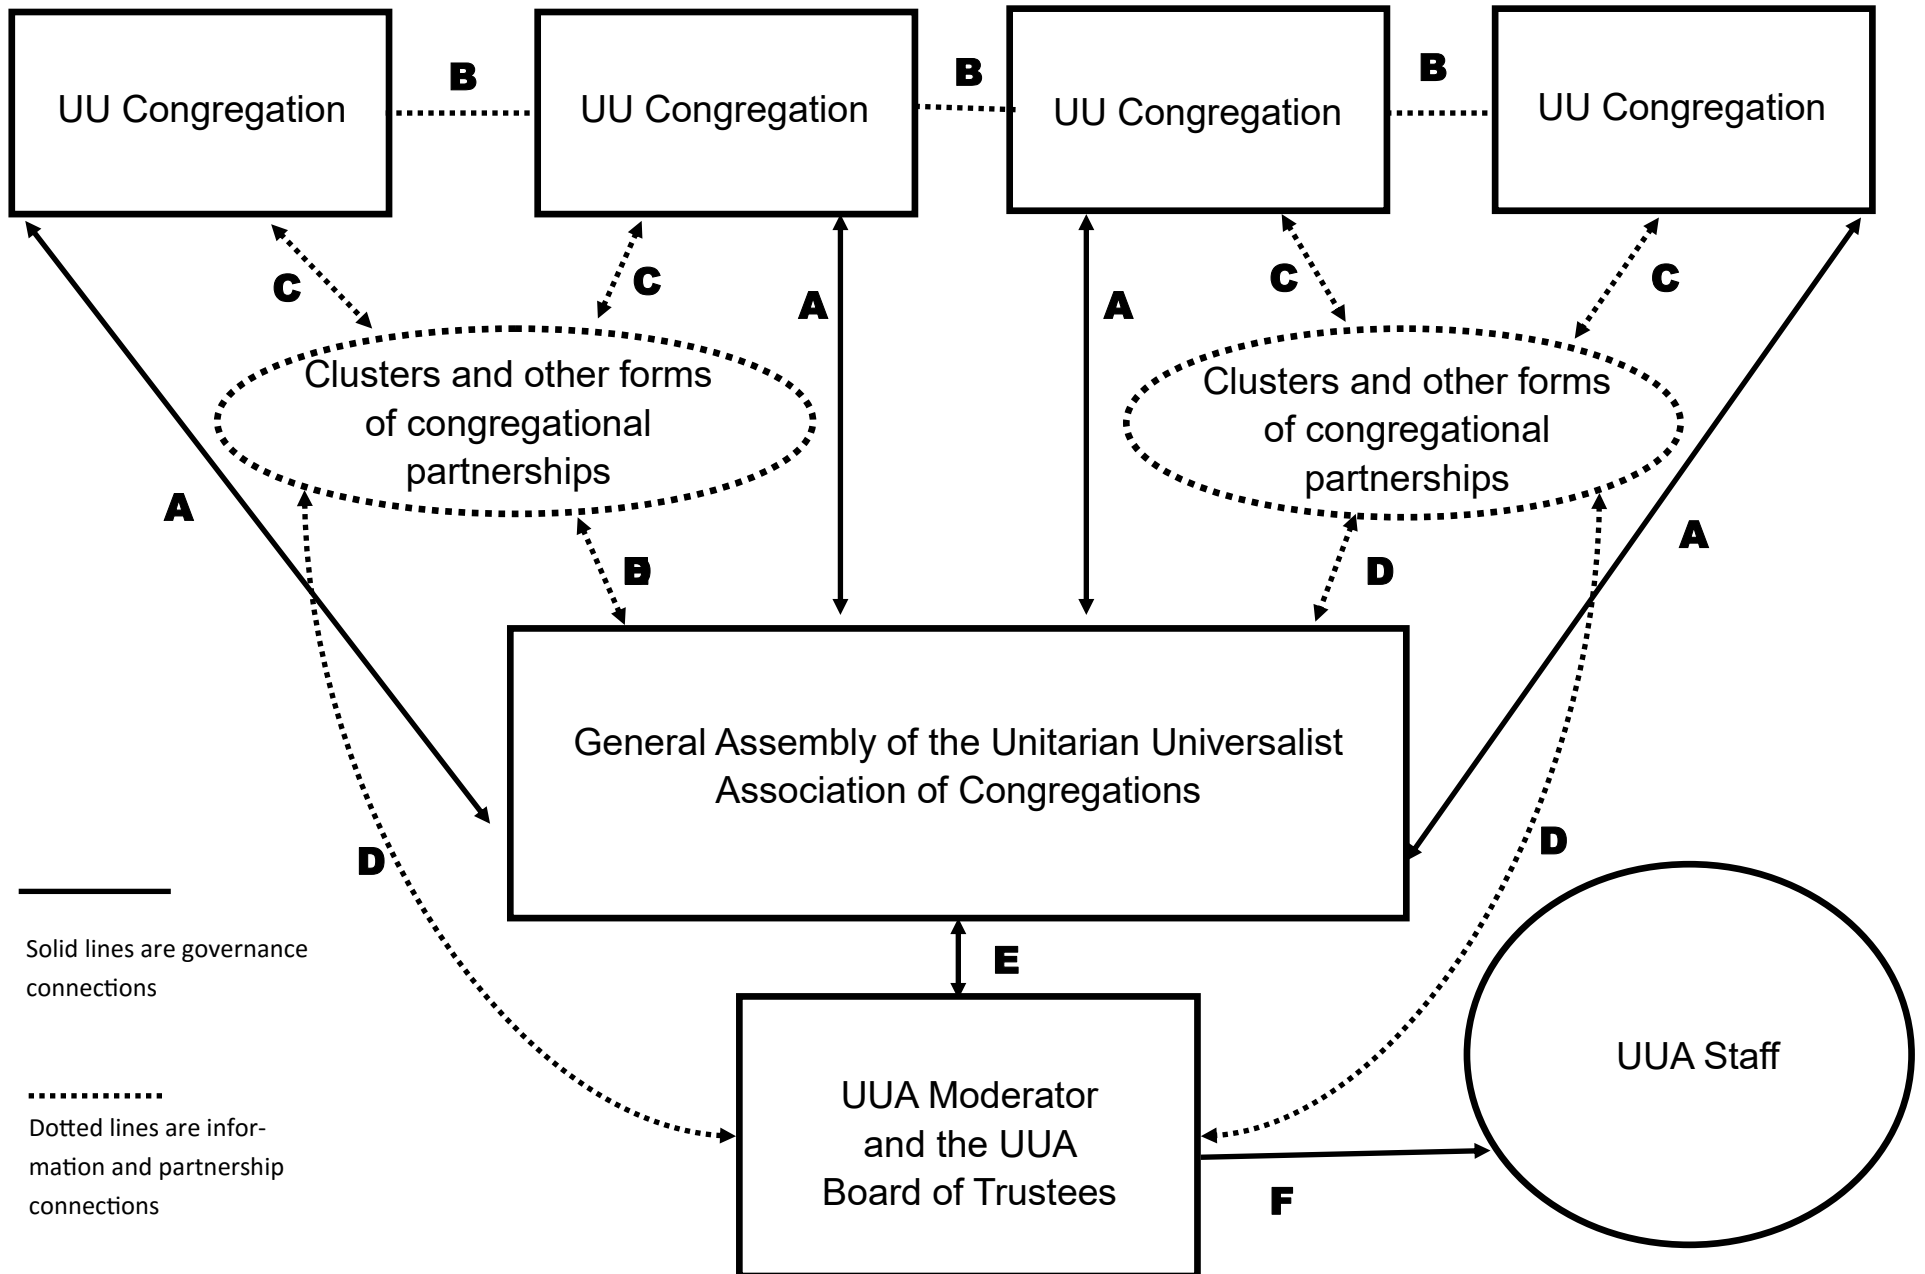 B
B
B
UU Congregation
UU Congregation
UU Congregation
UU Congregation
C
C
A
A
C
C
Clusters and other forms
of congregational
partnerships
Clusters and other forms
of congregational
partnerships
A
A
D
D
General Assembly of the Unitarian Universalist
Association of Congregations
D
D
Solid lines are governance
connections
E
UUA Staff
UUA Moderator
and the UUA
Board of Trustees
Dotted lines are infor-
mation and partnership
connections
F